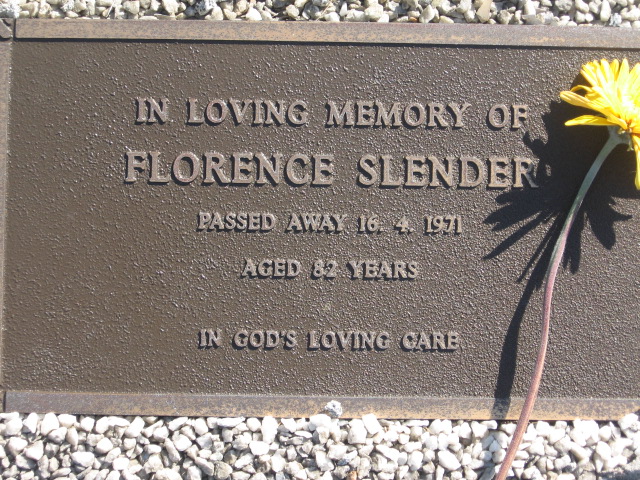 IN LOVING MEMORY OF
FLORENCE SLENDER
PASSED AWAY 16. 4. 1971
AGED 82 YEARS
IN GOD'S LOVING CARE